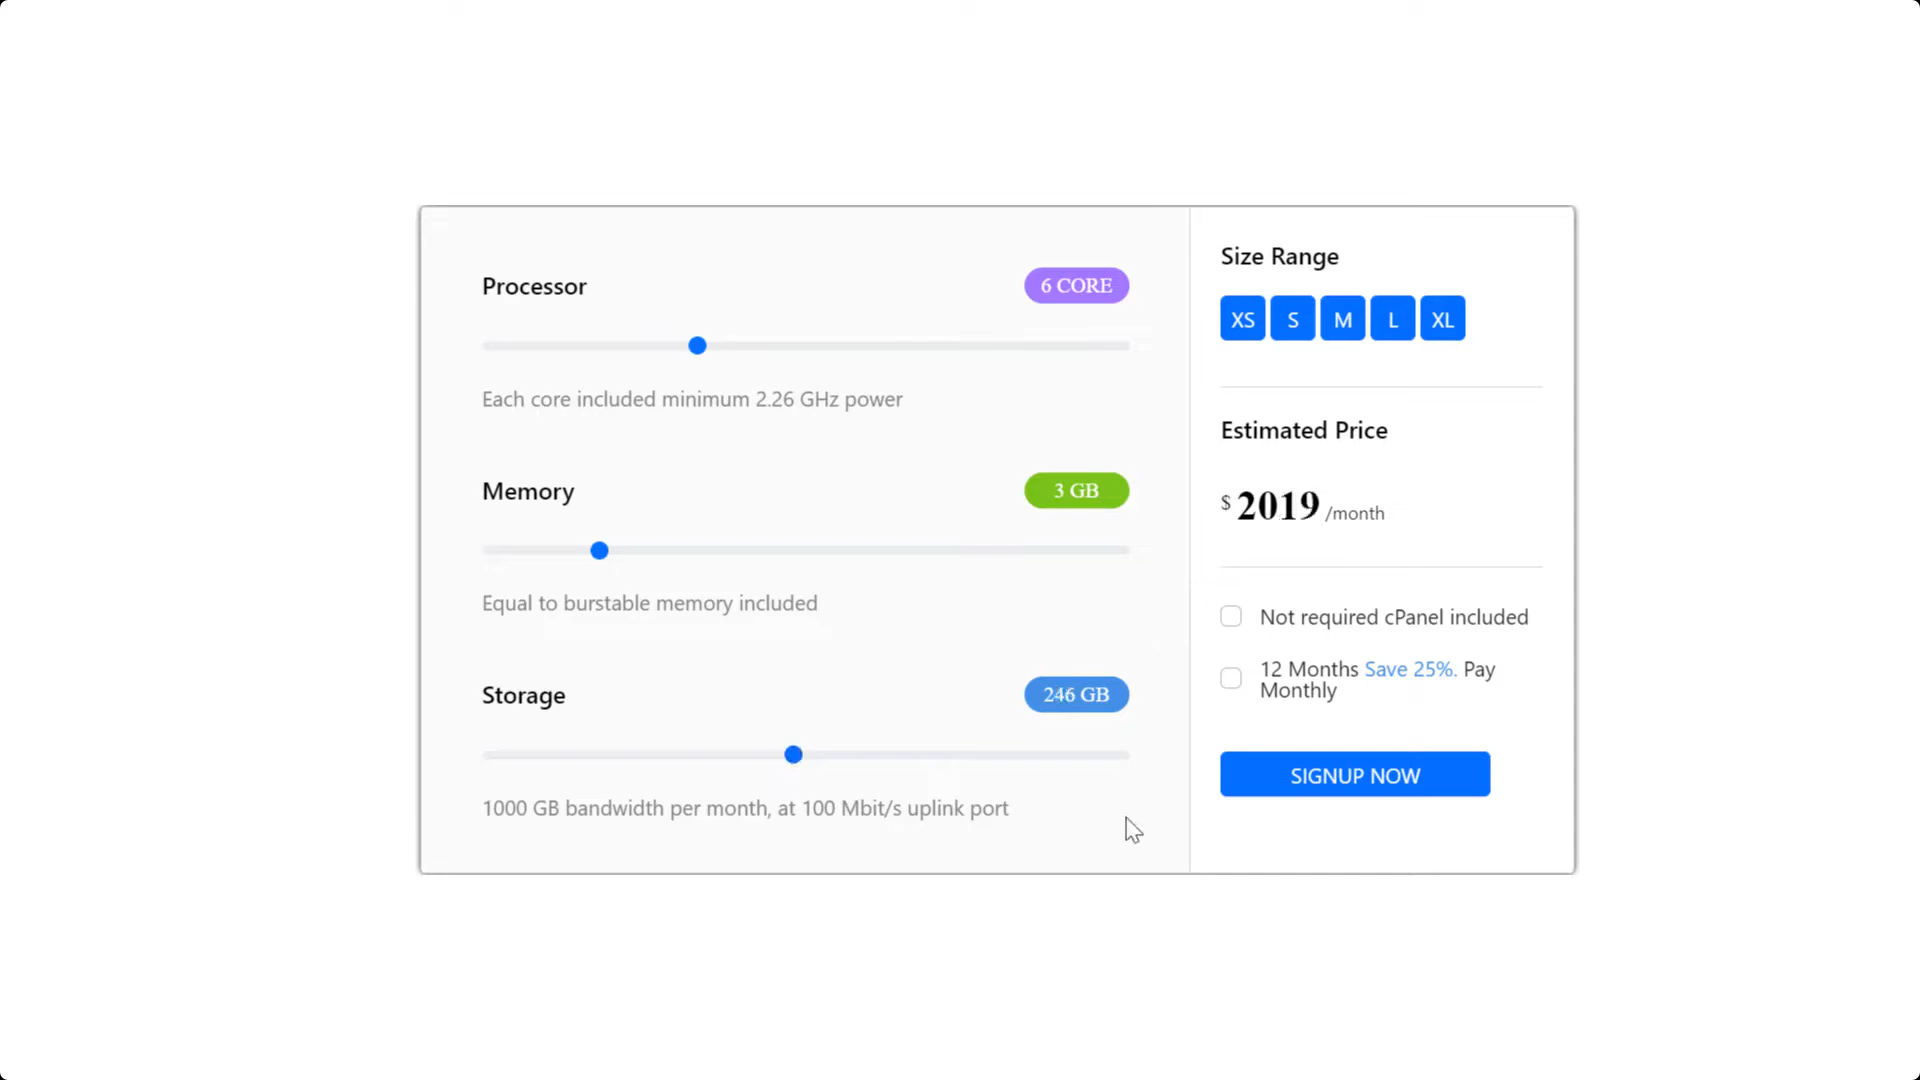 Processor
6 CORE
Each core included minimum 2.26 GHz power
Memory
3 GB
Equal to burstable memory included
Storage
246 GB
1000 GB bandwidth per month, at 100 Mbit/s uplink port
Size Range
XS S M L XL
Estimated Price
$ 2019 /month
Not required cPanel included
12 Months Save 25%. Pay
Monthly
SIGNUP NOW